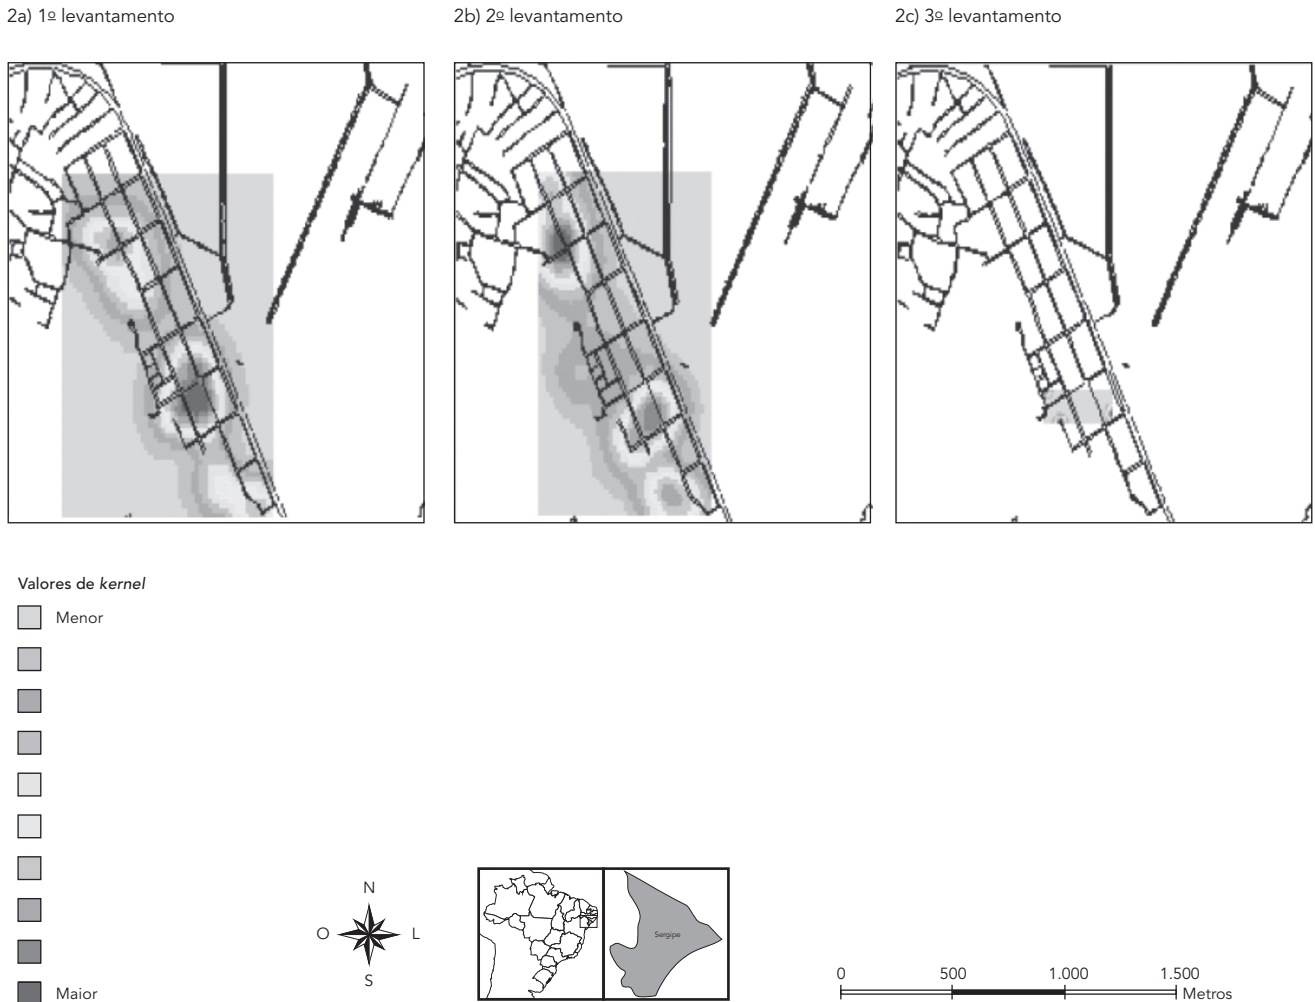 2a) 1º levantamento
2b) 2º levantamento
2c) 3º levantamento
Valores de kernel
Menor
Maior
N
O
L
S
Sergipe
0
500
1.000
1.500
Metros